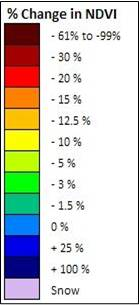 % Change in NDVI
- 61% to -99%
- 30 %
- 20 %
- 15 %
- 12.5 %
- 10 %
- 5 %
- 3 %
- 1.5 %
0 %
+ 25 %
+ 100 %
Snow